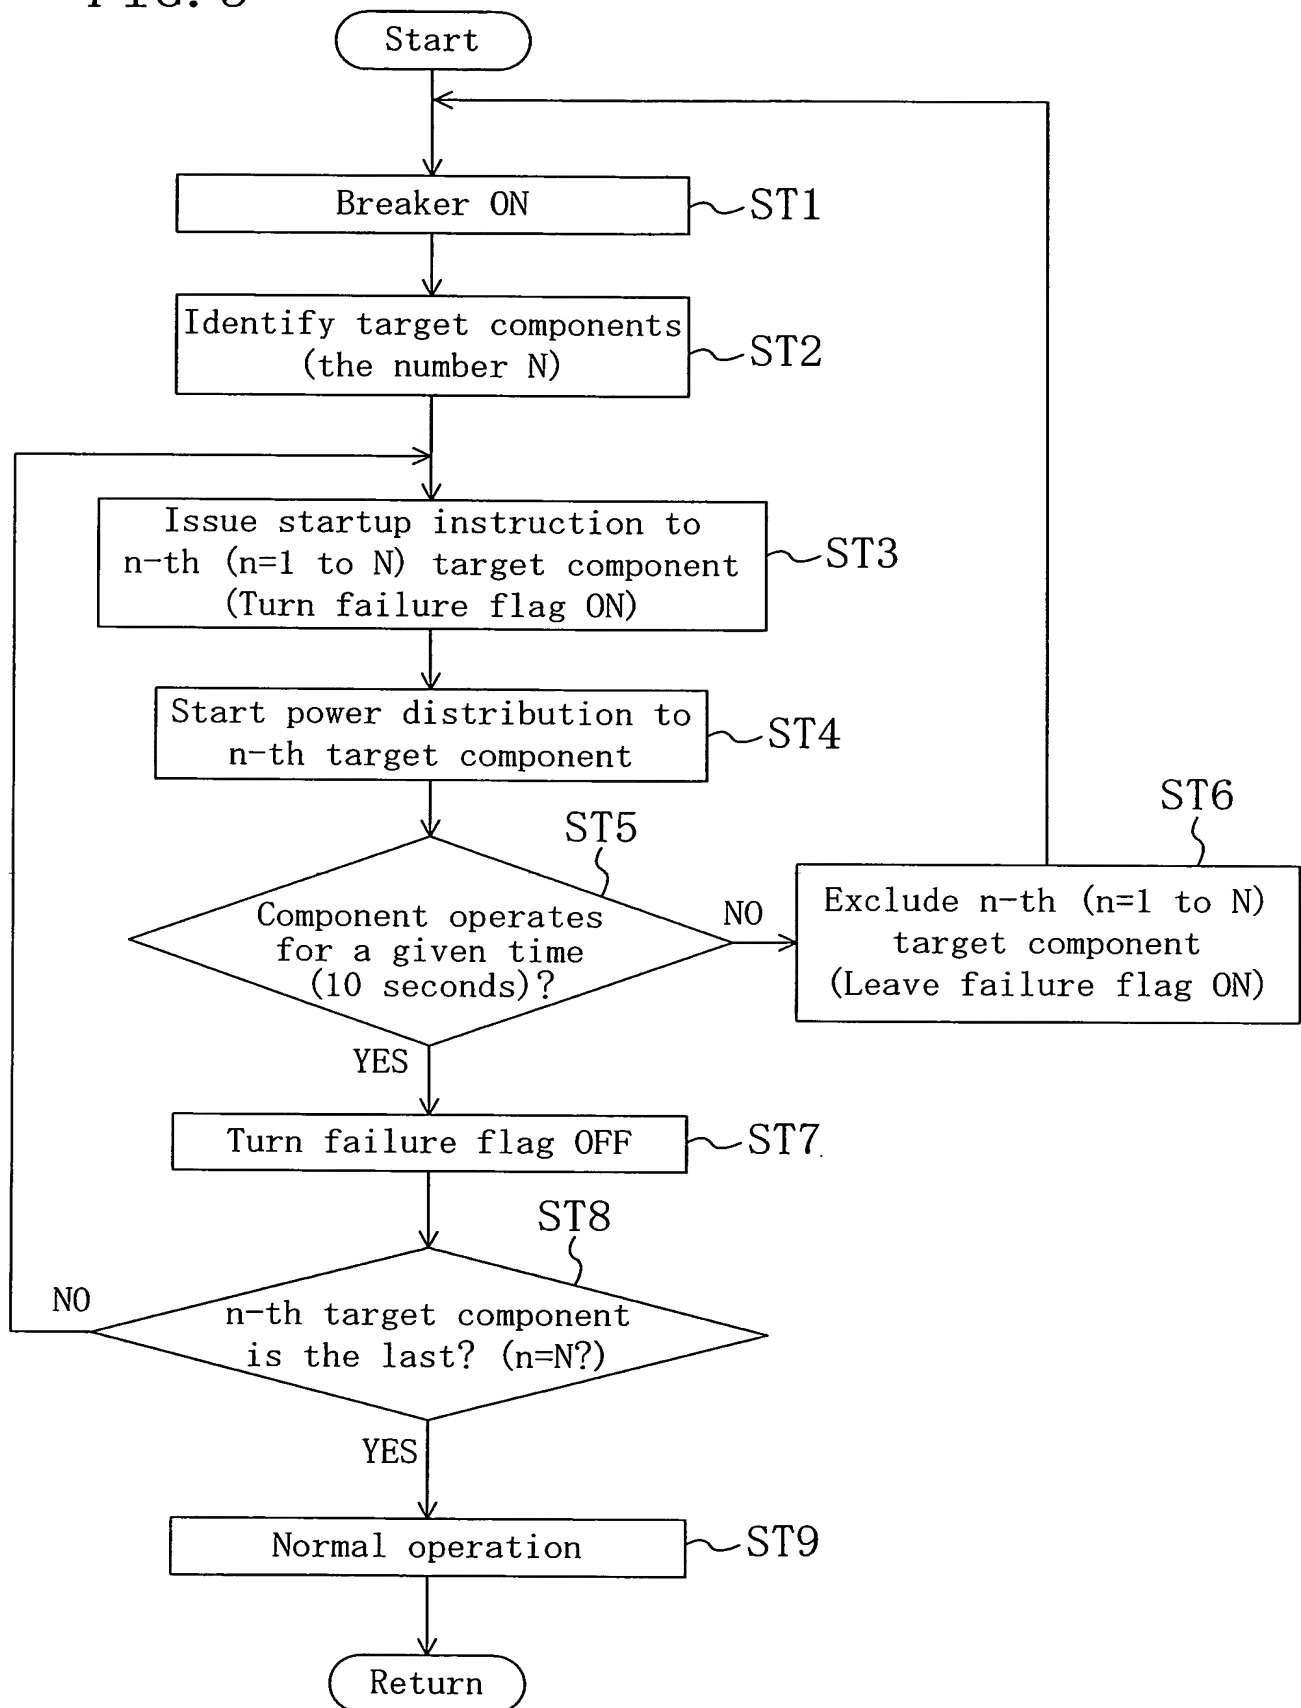 Start
Breaker ON
ST1
Identify target components
(the number N)
ST2
Issue startup instruction to
n-th (n=1 to N) target component
(Turn failure flag ON)
ST3
Start power distribution to
n-th target component
ST4
ST5
Component operates
for a given time
(10 seconds)?
NO
ST6
Exclude n-th (n=1 to N)
target component
(Leave failure flag ON)
YES
Turn failure flag OFF
ST7
ST8
NO
n-th target component
is the last? (n=N?)
YES
Normal operation
ST9
Return